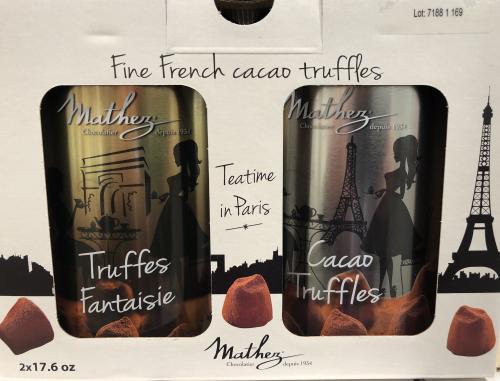 Lot: 7188 1 169
Fine French cacao truffles
Mathez
Chocolatier depuis 1934
Truffes
Fantaisie
Teatime
in Paris
Mathez
Chocolatier depuis 1934
Cacao
Truffles
2x17.6 oz
Mathez
Chocolatier depuis 1934